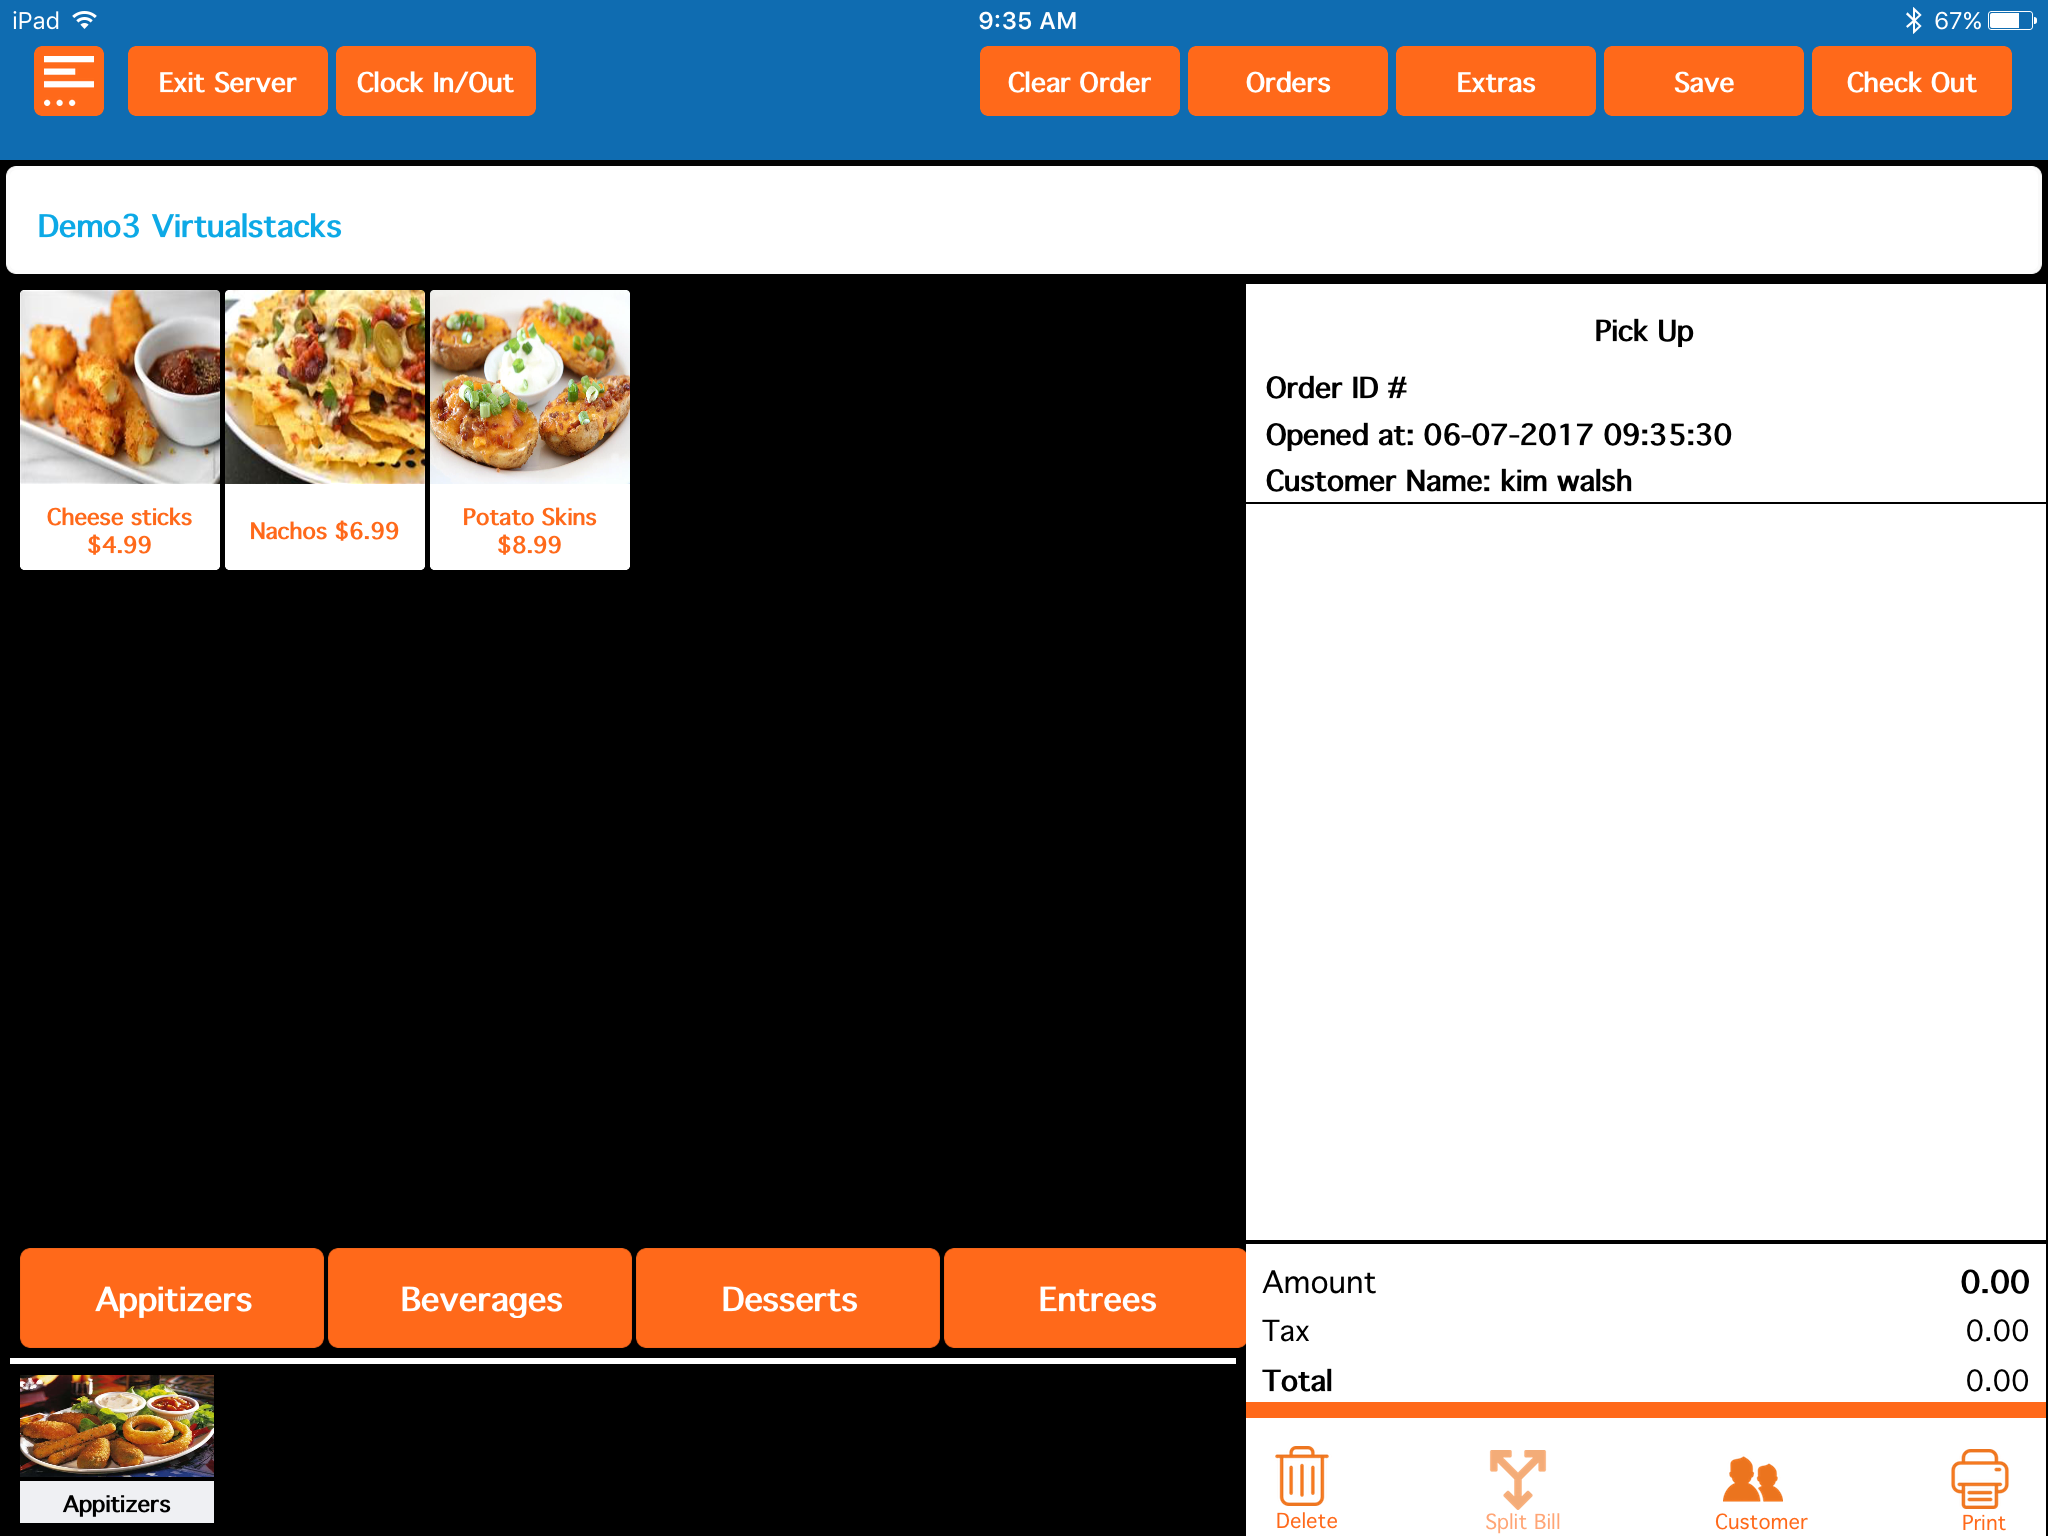 iPad 9:35 AM 67%
Exit Server Clock In/Out Clear Order Orders Extras Save Check Out
Demo3 Virtualstacks
Cheese sticks
$4.99
Nachos $6.99
Potato Skins
$8.99
Pick Up
Order ID #
Opened at: 06-07-2017 09:35:30
Customer Name: kim walsh
Appitizers Beverages Desserts Entrees
Appitizers
Amount 0.00
Tax 0.00
Total 0.00
Delete Split Bill Customer Print